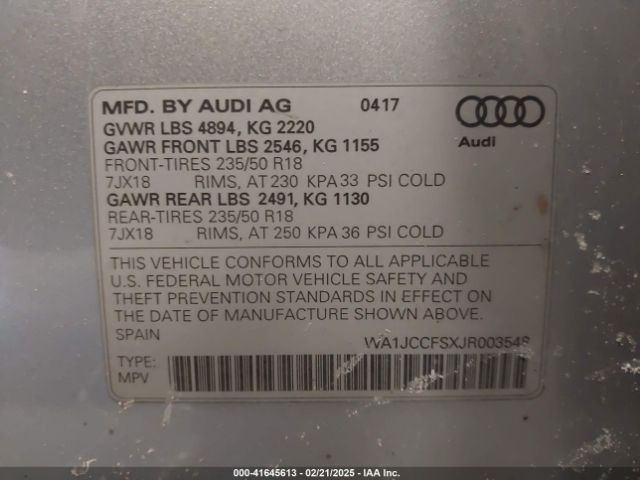 MFD. BY AUDI AG 0417
Audi
GVWR LBS 4894, KG 2220
GAWR FRONT LBS 2546, KG 1155
FRONT-TIRES 235/50 R18
7JX18 RIMS, AT 230 KPA 33 PSI COLD
GAWR REAR LBS 2491, KG 1130
REAR-TIRES 235/50 R18
7JX18 RIMS, AT 250 KPA 36 PSI COLD
THIS VEHICLE CONFORMS TO ALL APPLICABLE
U.S. FEDERAL MOTOR VEHICLE SAFETY AND
THEFT PREVENTION STANDARDS IN EFFECT ON
THE DATE OF MANUFACTURE SHOWN ABOVE.
SPAIN WA1JCCFSXJR003548
TYPE:
MPV
000-41645613 - 02/21/2025 - IAA Inc.